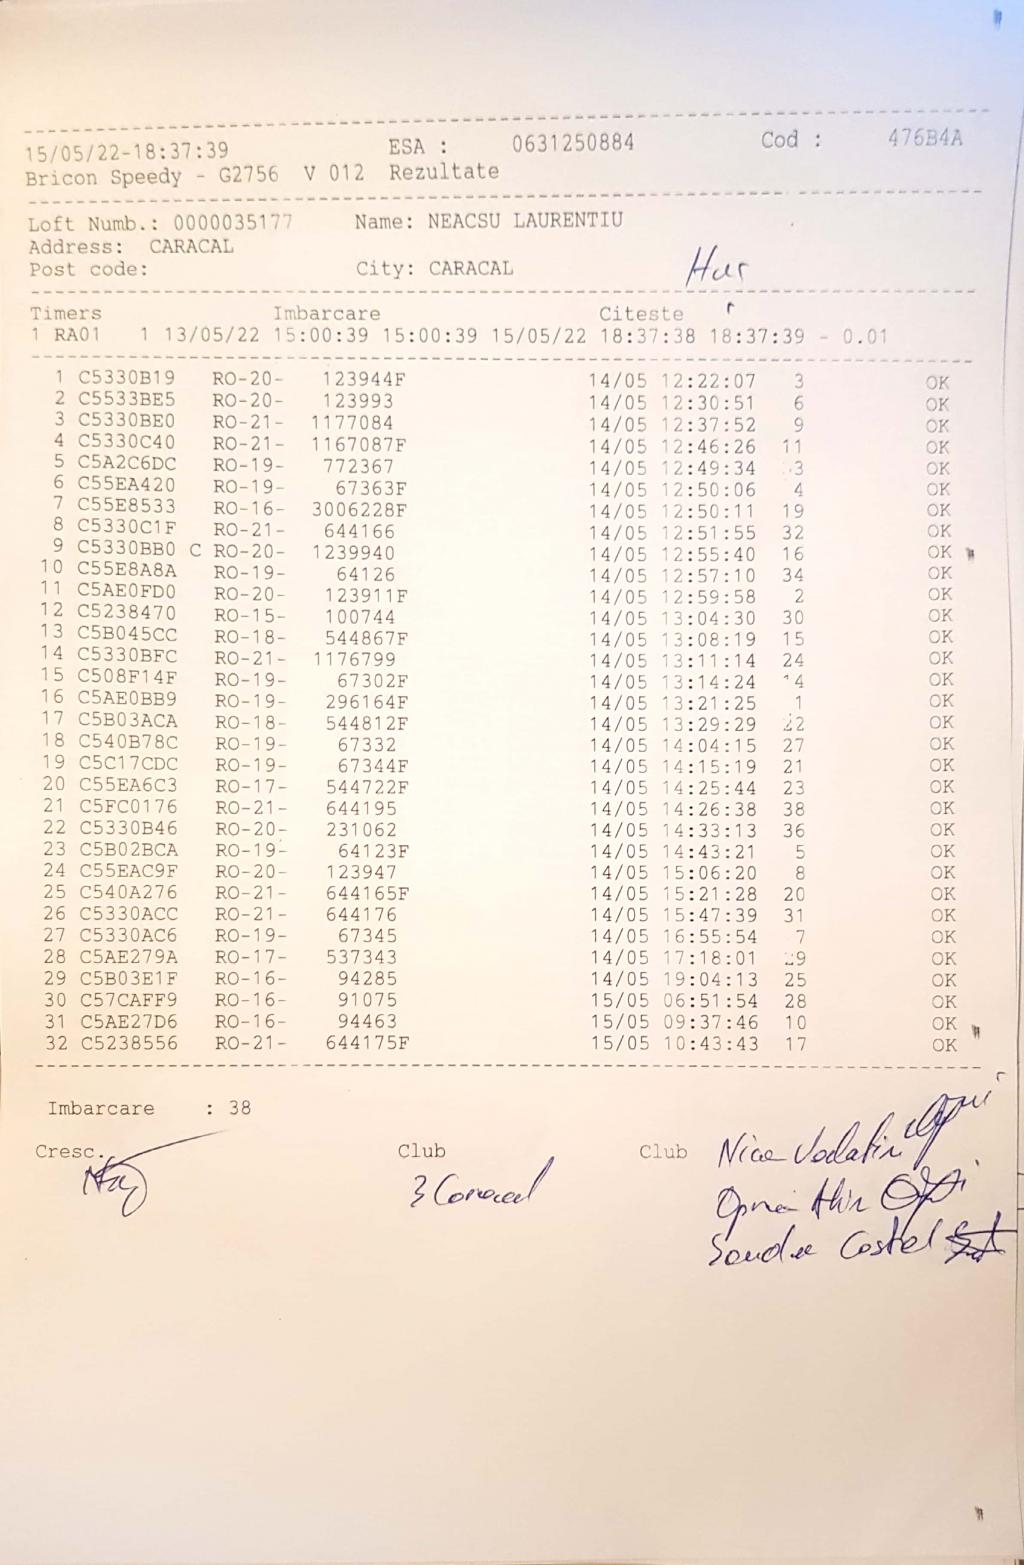 15/05/22-18:37:39 ESA : 0631250884 Cod : 476B4A
Bricon Speedy - G2756 V 012 Rezultate
Loft Numb.: 0000035177 Name: NEACSU LAURENTIU
Address: CARACAL
Post code: City: CARACAL
Timers Imbarcare Citeste
1 RA01 1 13/05/22 15:00:39 15:00:39 15/05/22 18:37:38 18:37:39 - 0.01
1 C5330B19 RO-20- 123944F 14/05 12:22:07 3 OK
2 C5533BE5 RO-20- 123993 14/05 12:30:51 6 OK
3 C5330BE0 RO-21- 1177084 14/05 12:37:52 9 OK
4 C5330C40 RO-21- 1167087F 14/05 12:46:26 11 OK
5 C5A2C6DC RO-19- 772367 14/05 12:49:34 OK
6 C55EA420 RO-19- 67363F 14/05 12:50:06 4 OK
7 C55E8533 RO-16- 3006228F 14/05 12:50:11 19 OK
8 C5330C1F RO-21- 644166 14/05 12:51:55 32 OK
9 C5330BB0 C RO-20- 1239940 14/05 12:55:40 16 OK
10 C55E8A8A RO-19- 64126 14/05 12:57:10 34 OK
11 C5AE0FD0 RO-20- 123911F 14/05 12:59:58 2 OK
12 C5238470 RO-15- 100744 14/05 13:04:30 30 OK
13 C5B045CC RO-18- 544867F 14/05 13:08:19 15 OK
14 C5330BFC RO-21- 1176799 14/05 13:11:14 24 OK
15 C508F14F RO-19- 67302F 14/05 13:14:24 14 OK
16 C5AE0BB9 RO-19- 296164F 14/05 13:21:25 1 OK
17 C5B03ACA RO-18- 544812F 14/05 13:29:29 22 OK
18 C540B78C RO-19- 67332 14/05 14:04:15 27 OK
19 C5C17CDC RO-19- 67344F 14/05 14:15:19 21 OK
20 C55EA6C3 RO-17- 544722F 14/05 14:25:44 23 OK
21 C5FC0176 RO-21- 644195 14/05 14:26:38 38 OK
22 C5330B46 RO-20- 231062 14/05 14:33:13 36 OK
23 C5B02BCA RO-19- 64123F 14/05 14:43:21 5 OK
24 C55EAC9F RO-20- 123947 14/05 15:06:20 8 OK
25 C540A276 RO-21- 644165F 14/05 15:21:28 20 OK
26 C5330ACC RO-21- 644176 14/05 15:47:39 31 OK
27 C5330AC6 RO-19- 67345 14/05 16:55:54 7 OK
28 C5AE279A RO-17- 537343 14/05 17:18:01 29 OK
29 C5B03E1F RO-16- 94285 14/05 19:04:13 25 OK
30 C57CAFF9 RO-16- 91075 15/05 06:51:54 28 OK
31 C5AE27D6 RO-16- 94463 15/05 09:37:46 10 OK
32 C5238556 RO-21- 644175F 15/05 10:43:43 17 OK
Imbarcare : 38
Cresc. Club Club
3 Caracal
Costel